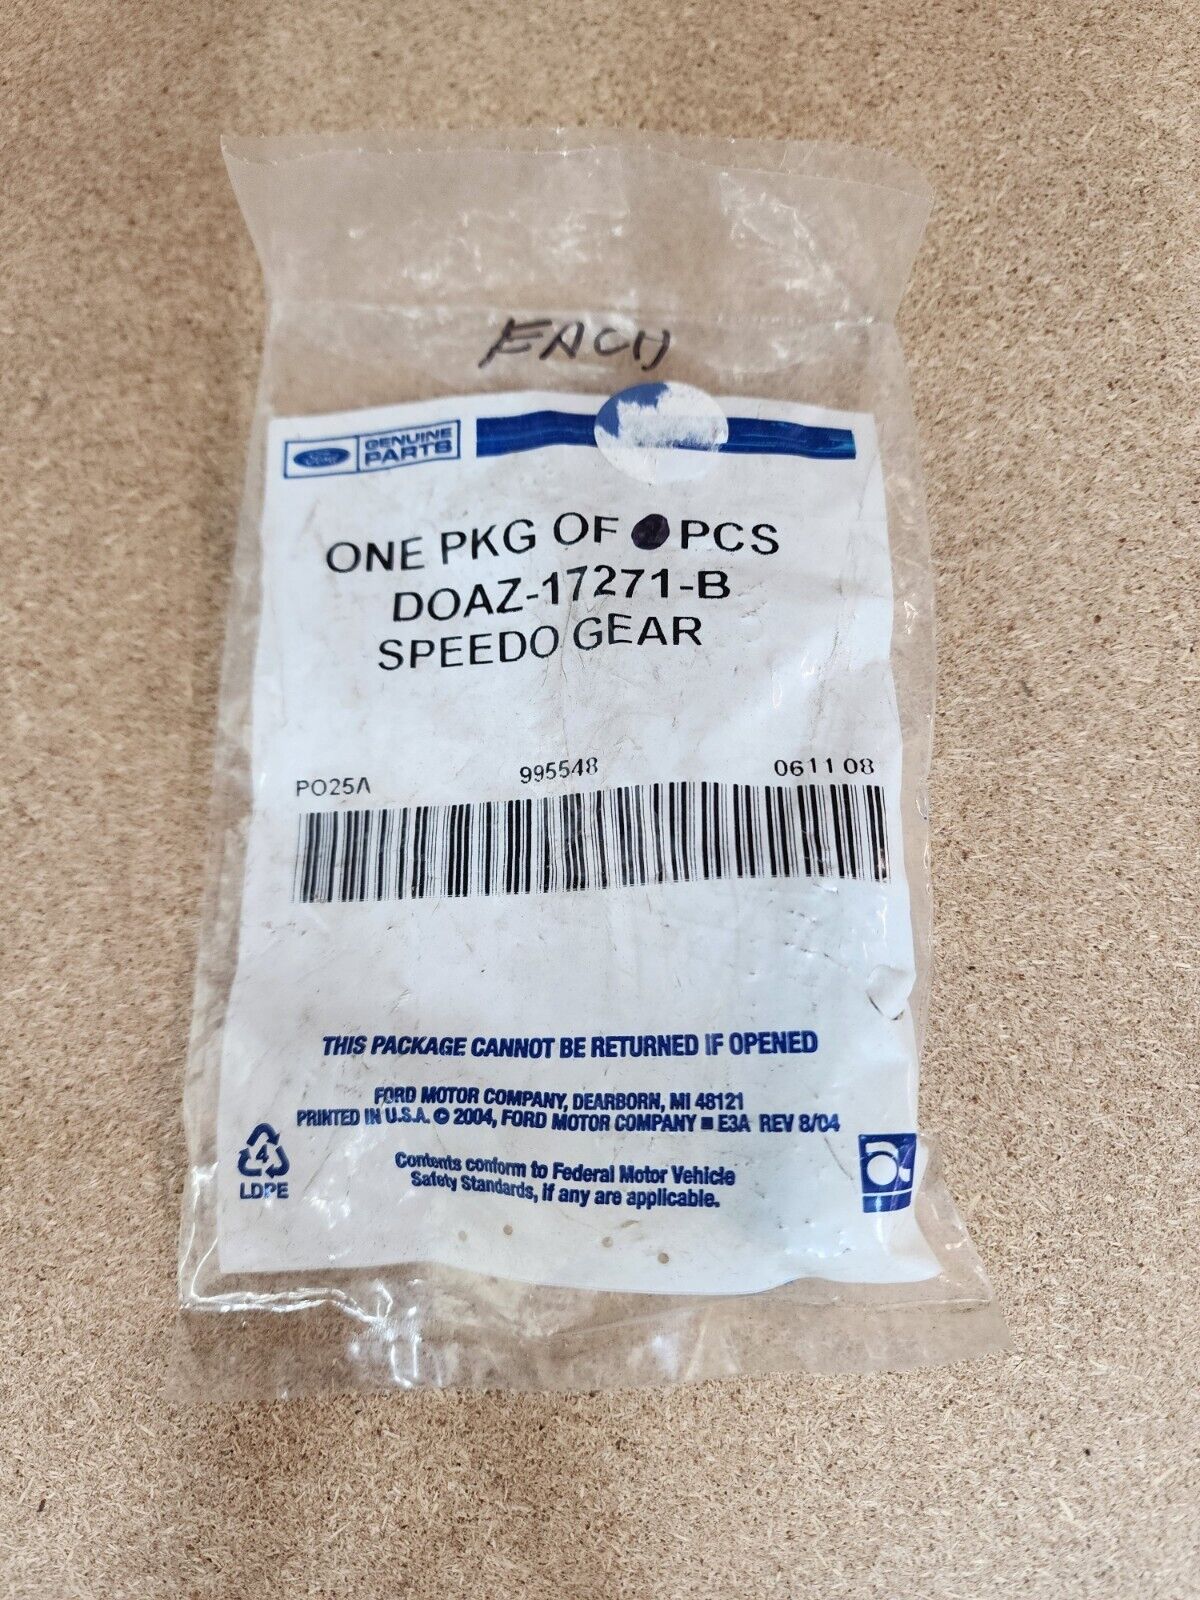 EACH
Ford
GENUINE
PARTS
ONE PKG OF PCS
DOAZ-17271-B
SPEEDO GEAR
PO25A 995548 061108
THIS PACKAGE CANNOT BE RETURNED IF OPENED
FORD MOTOR COMPANY, DEARBORN, MI 48121
PRINTED IN U.S.A. © 2004, FORD MOTOR COMPANY ■ E3A REV 8/04
Contents conform to Federal Motor Vehicle
Safety Standards, if any are applicable.
4
LDPE